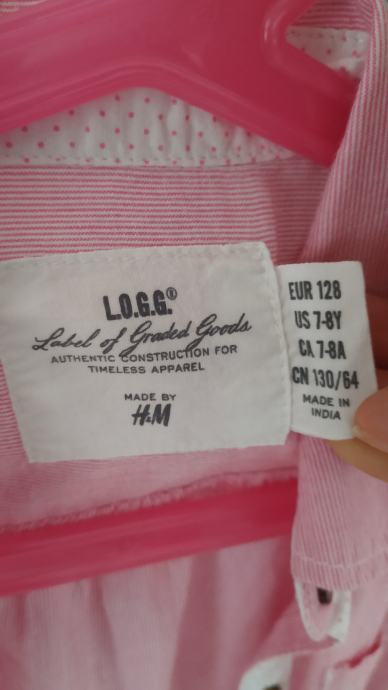 L.O.G.G.®
Label of Graded Goods
AUTHENTIC CONSTRUCTION FOR
TIMELESS APPAREL
MADE BY
H&M
EUR 128
US 7-8Y
CA 7-8A
CN 130/64
MADE IN
INDIA